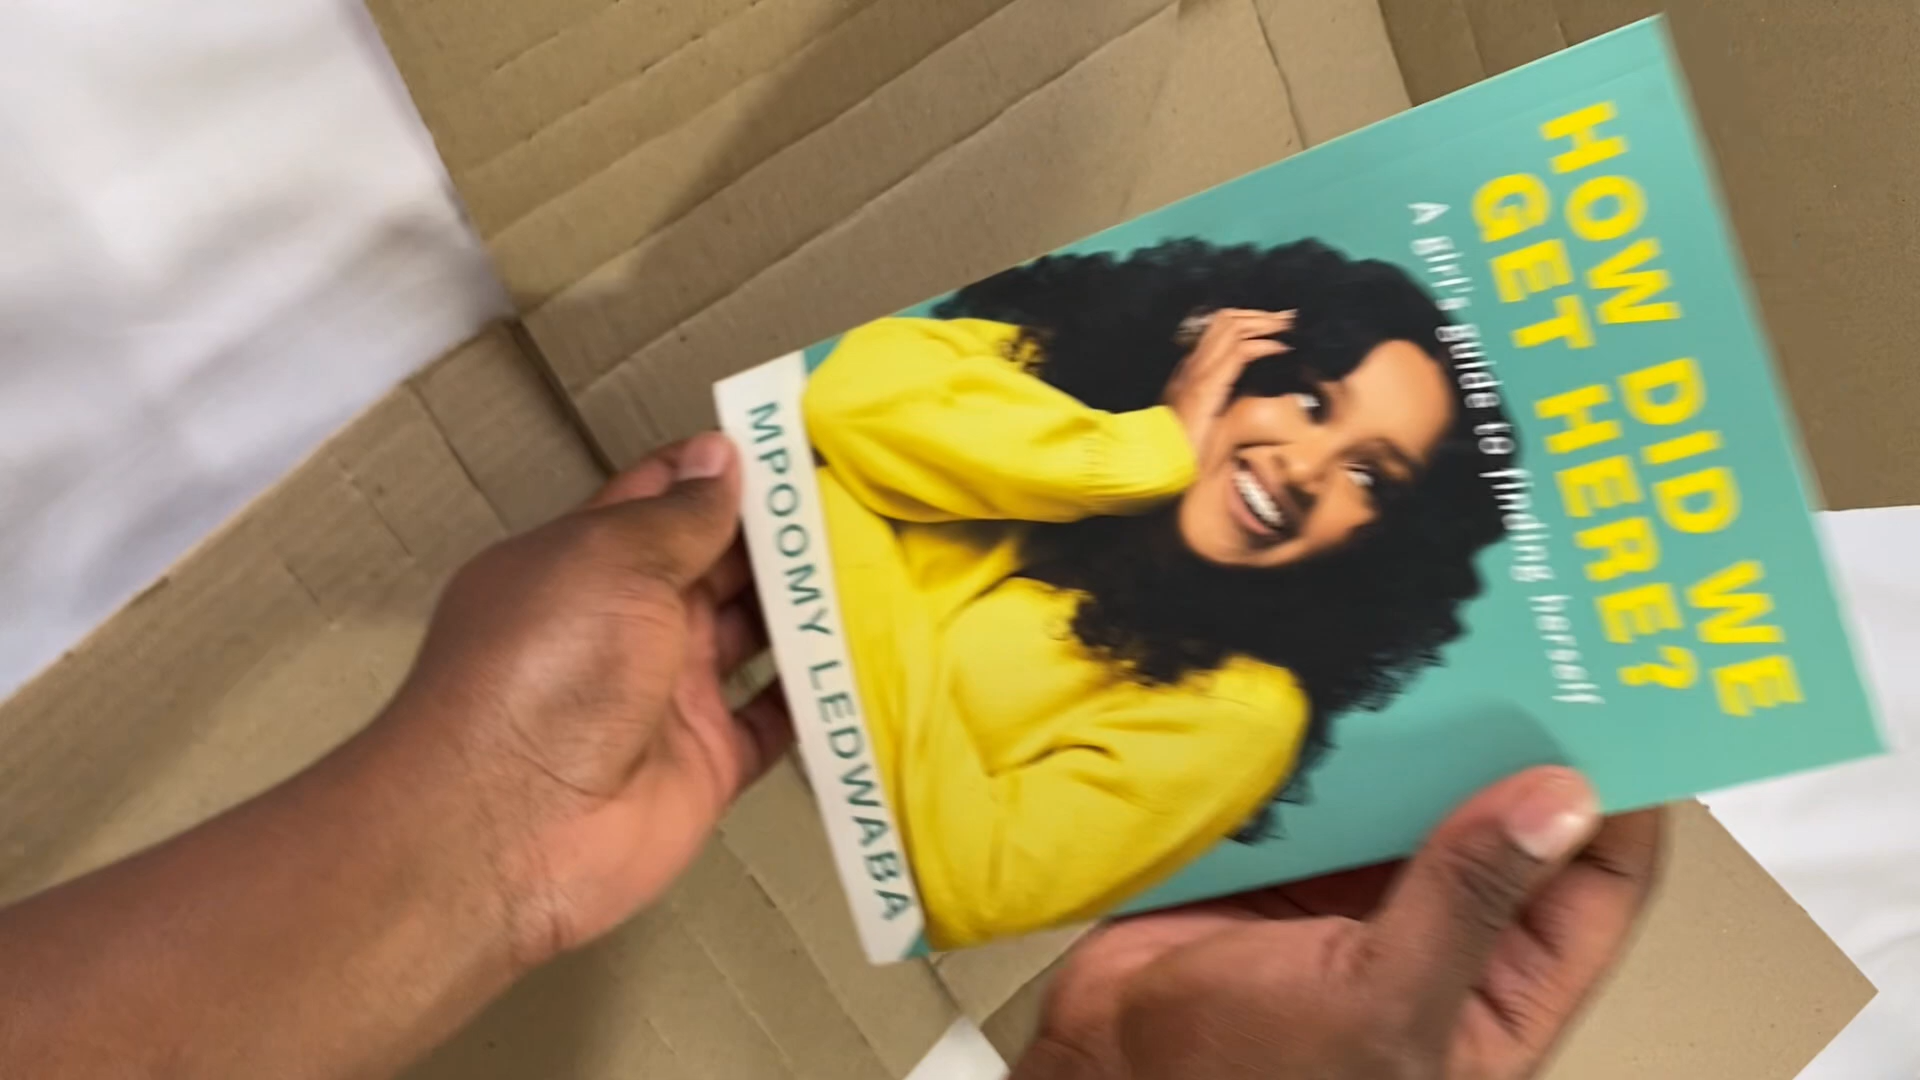 HOW DID WE
GET HERE?
A girl's guide to finding herself
MPOOMY LEDWABA